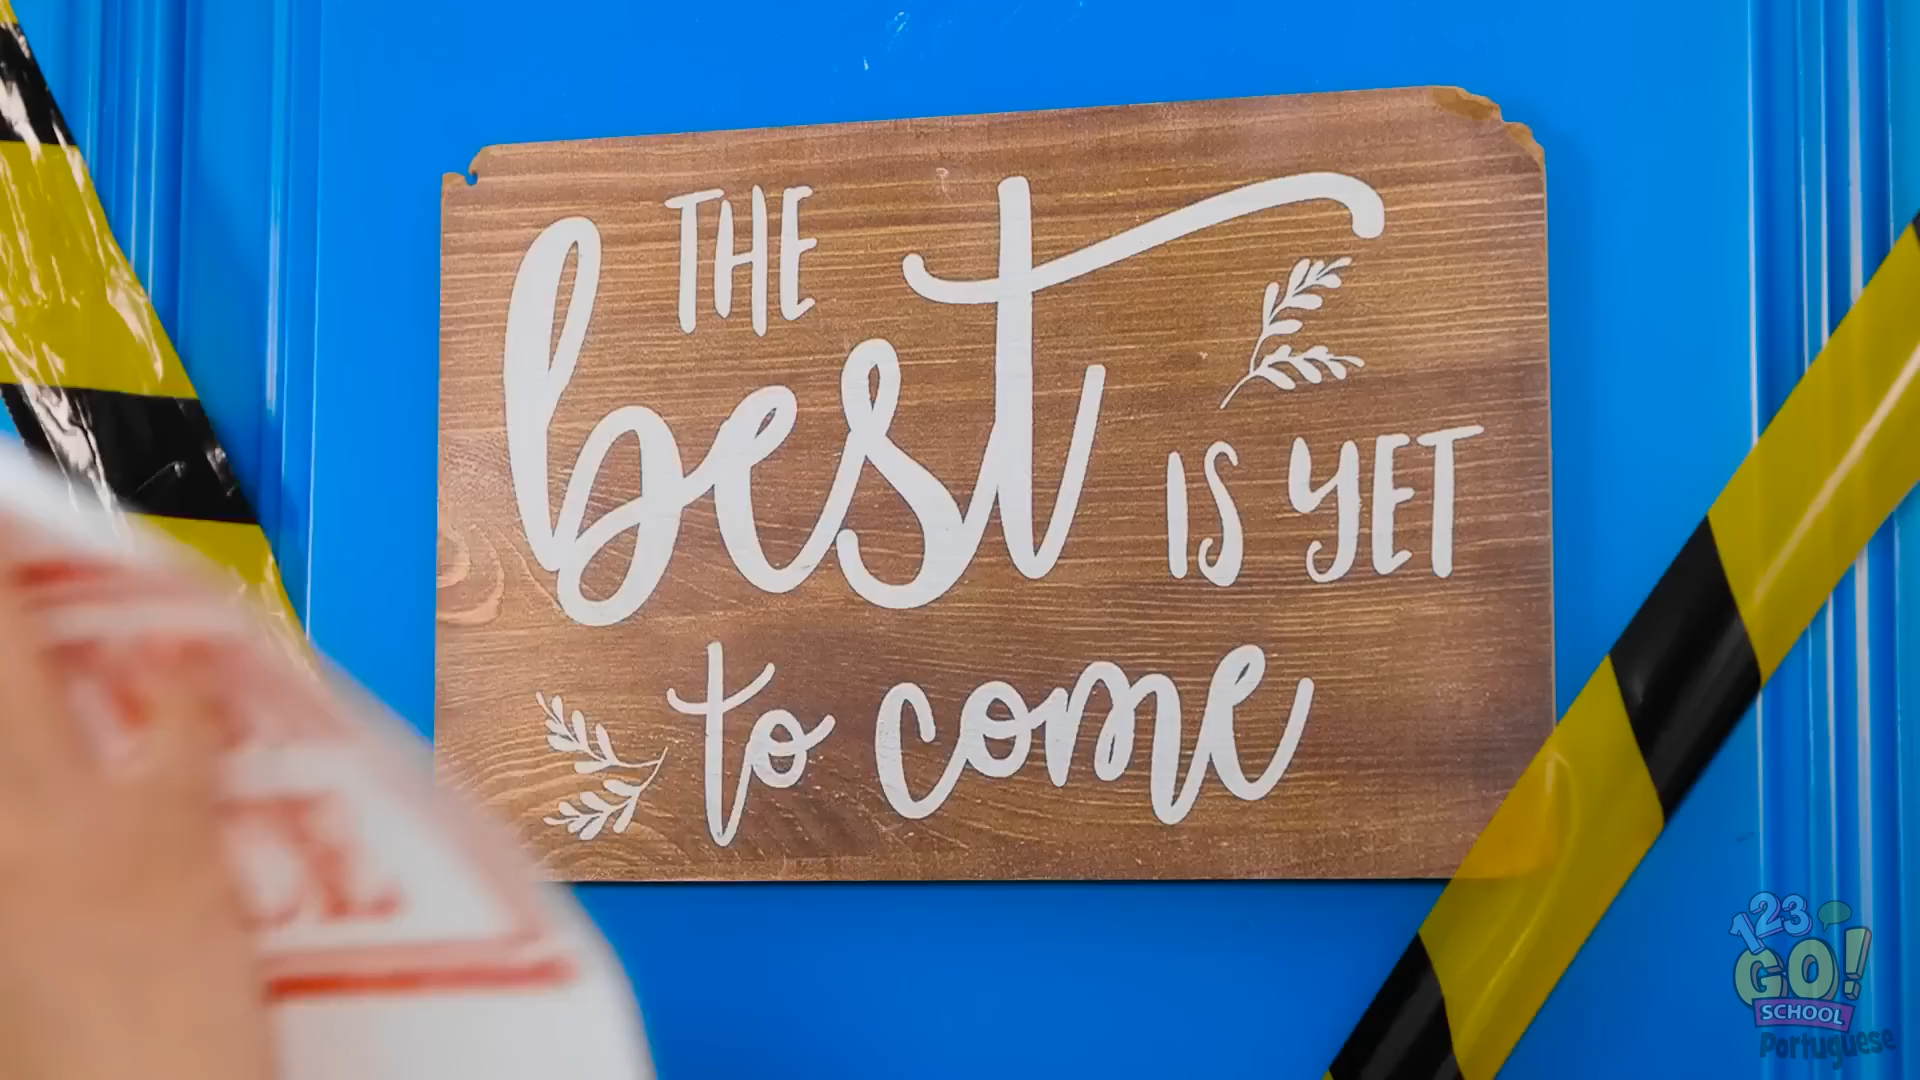 THE
best
IS YET
to come
123
GO!
SCHOOL
Portuguese